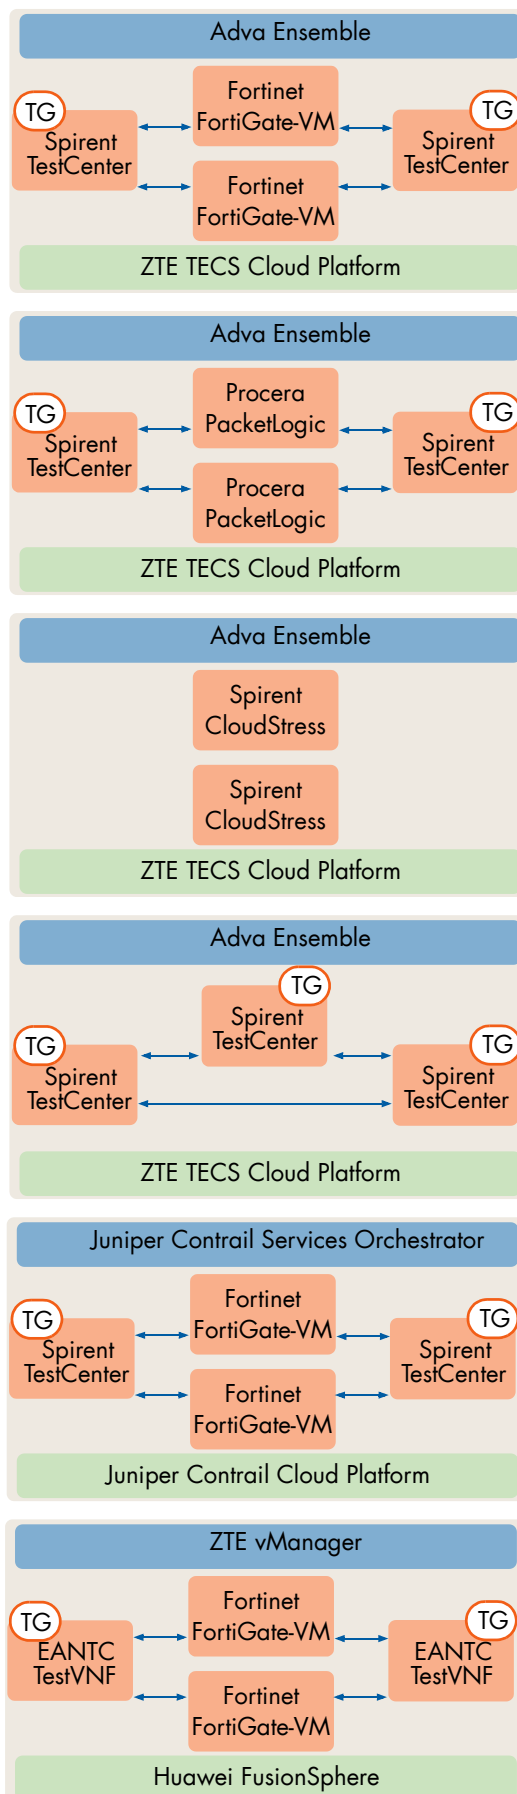 Adva Ensemble
Fortinet
FortiGate-VM
TG
Spirent
TestCenter
TG
Spirent
TestCenter
Fortinet
FortiGate-VM
ZTE TECS Cloud Platform
Adva Ensemble
Procera
PacketLogic
TG
Spirent
TestCenter
TG
Spirent
TestCenter
Procera
PacketLogic
ZTE TECS Cloud Platform
Adva Ensemble
Spirent
CloudStress
Spirent
CloudStress
ZTE TECS Cloud Platform
Adva Ensemble
TG
Spirent
TestCenter
TG
Spirent
TestCenter
TG
Spirent
TestCenter
ZTE TECS Cloud Platform
Juniper Contrail Services Orchestrator
Fortinet
FortiGate-VM
TG
Spirent
TestCenter
TG
Spirent
TestCenter
Fortinet
FortiGate-VM
Juniper Contrail Cloud Platform
ZTE vManager
Fortinet
FortiGate-VM
TG
EANTC
TestVNF
TG
EANTC
TestVNF
Fortinet
FortiGate-VM
Huawei FusionSphere